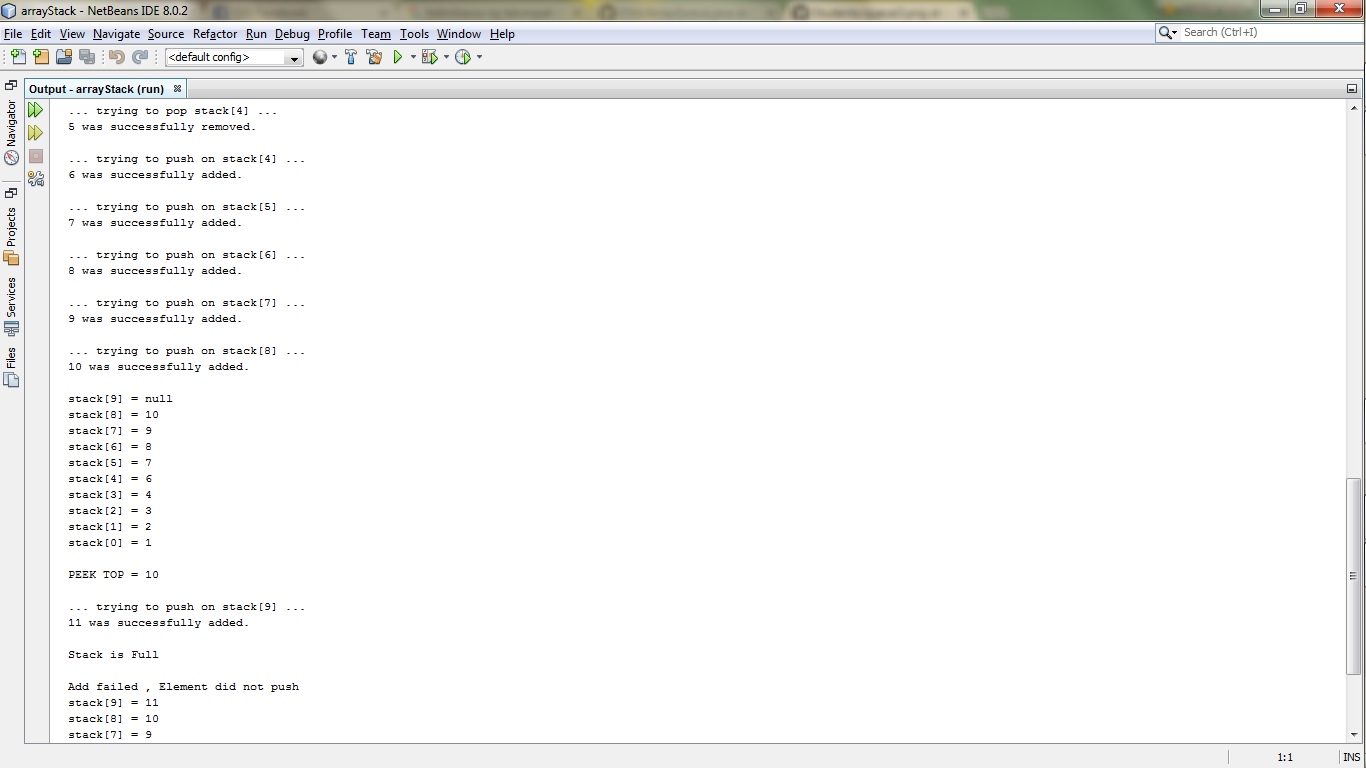 arrayStack - NetBeans IDE 8.0.2
File Edit View Navigate Source Refactor Run Debug Profile Team Tools Window Help
Search (Ctrl+I)
<default config>
Output - arrayStack (run)
Navigator
Projects
Services
Files
... trying to pop stack[4] ...
5 was successfully removed.
... trying to push on stack[4] ...
6 was successfully added.
... trying to push on stack[5] ...
7 was successfully added.
... trying to push on stack[6] ...
8 was successfully added.
... trying to push on stack[7] ...
9 was successfully added.
... trying to push on stack[8] ...
10 was successfully added.
stack[9] = null
stack[8] = 10
stack[7] = 9
stack[6] = 8
stack[5] = 7
stack[4] = 6
stack[3] = 4
stack[2] = 3
stack[1] = 2
stack[0] = 1
PEEK TOP = 10
... trying to push on stack[9] ...
11 was successfully added.
Stack is Full
Add failed , Element did not push
stack[9] = 11
stack[8] = 10
stack[7] = 9
1:1
INS